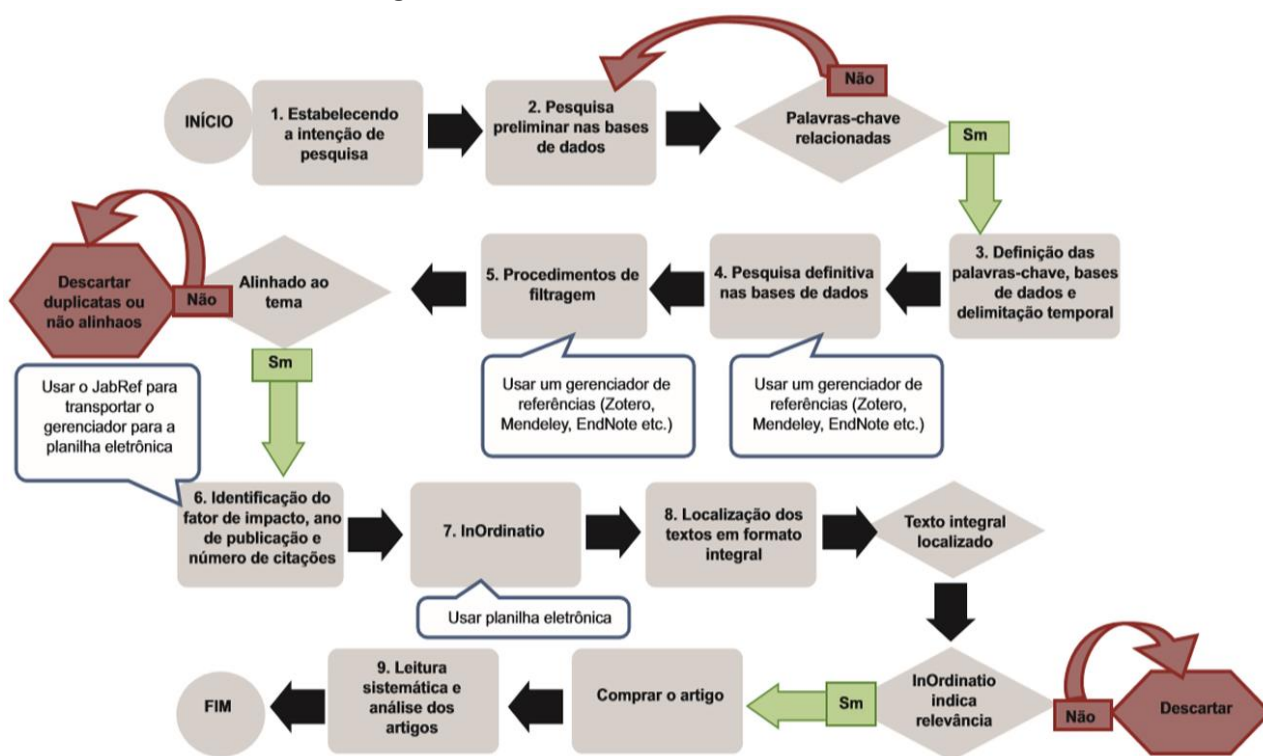 INÍCIO
1. Estabelecendo
a intenção de
pesquisa
2. Pesquisa
preliminar nas bases
de dados
Não
Palavras-chave
relacionadas
Sm
Descartar
duplicatas ou
não alinhaos
Não
Alinhado ao
tema
5. Procedimentos de
filtragem
4. Pesquisa definitiva
nas bases de dados
3. Definição das
palavras-chave, bases
de dados e
delimitação temporal
Sm
Usar o JabRef para
transportar o
gerenciador para a
planilha eletrônica
Usar um gerenciador de
referências (Zotero,
Mendeley, EndNote etc.)
Usar um gerenciador de
referências (Zotero,
Mendeley, EndNote etc.)
6. Identificação do
fator de impacto, ano
de publicação e
número de citações
7. InOrdinatio
8. Localização dos
textos em formato
integral
Texto integral
localizado
Usar planilha eletrônica
FIM
9. Leitura
sistemática e
análise dos
artigos
Comprar o artigo
Sm
InOrdinatio
indica
relevância
Não
Descartar